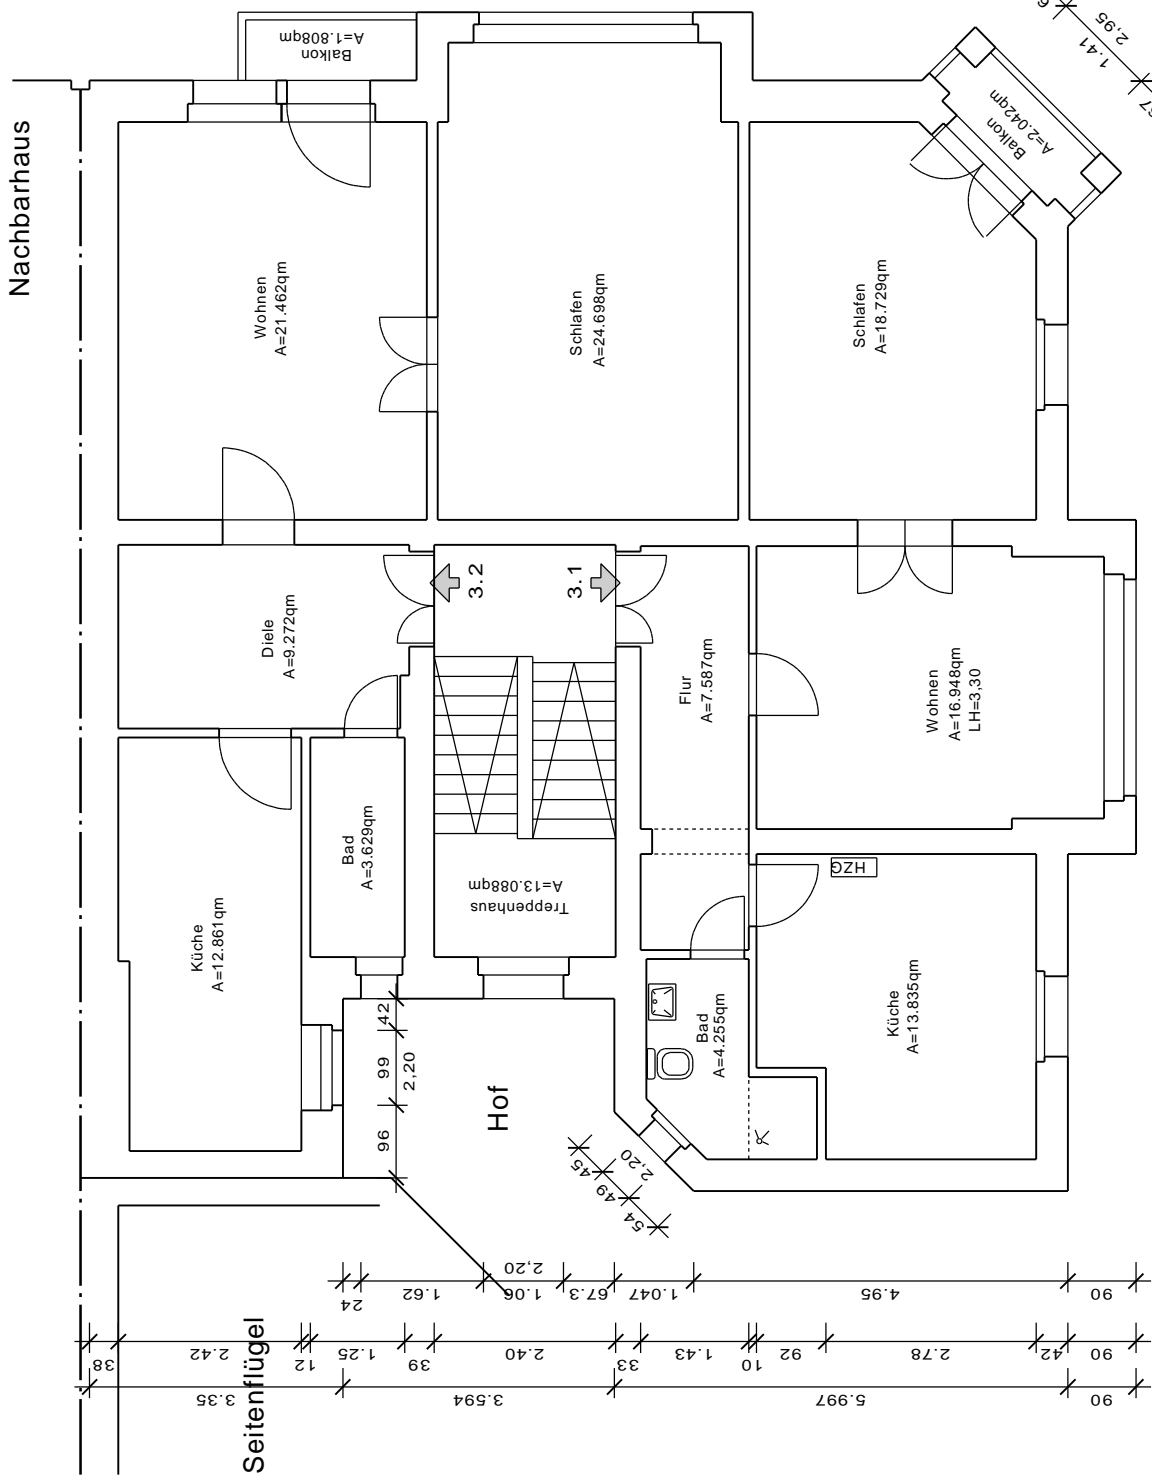 Nachbarhaus
Balkon
A=1.808qm
2,95
1.41
Balkon
A=2.042qm
Wohnen
A=21.462qm
Schlafen
A=24.698qm
Schlafen
A=18.729qm
Diele
A=9.272qm
3.2
3.1
Flur
A=7.587qm
Wohnen
A=16.948qm
LH=3,30
Bad
A=3.629qm
Treppenhaus
A=13.088qm
HZG
Küche
A=12.861qm
Bad
A=4.255qm
Küche
A=13.835qm
Hof
96
99
42
2,20
45
49
54
2,20
Seitenflügel
24
1.62
1.06
2,20
67.3
1.047
4.95
90
38
2.42
12
1.25
39
2.40
33
1.43
10
92
2.78
42
90
3.35
3.594
5.997
90